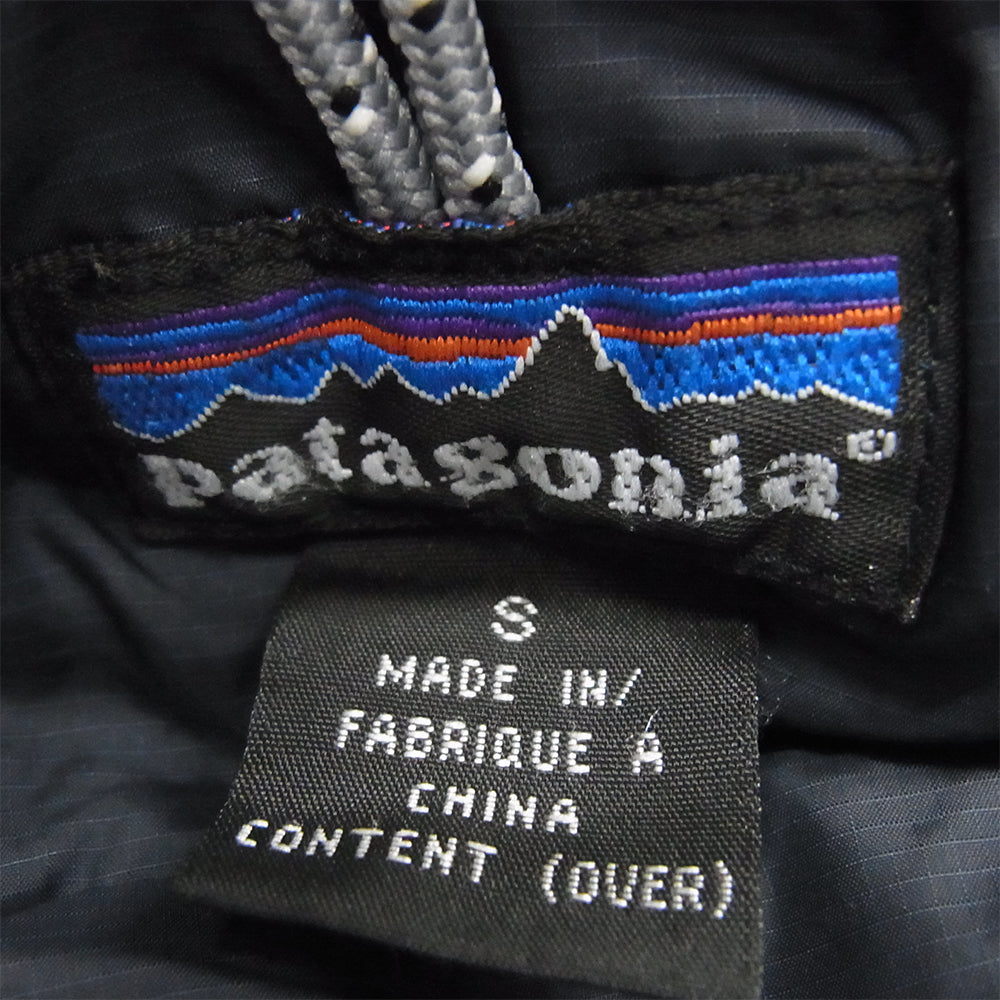 patagonia®
S
MADE IN/
FABRIQUE A
CHINA
CONTENT (OVER)